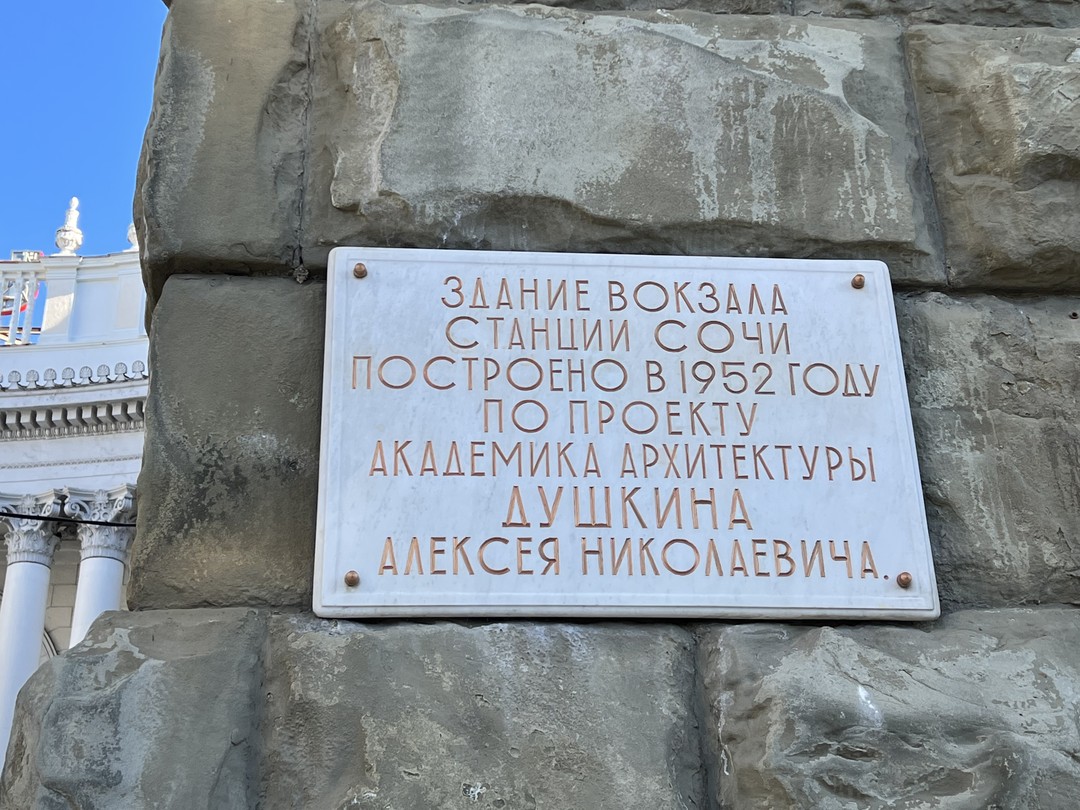 ЗДАНИЕ ВОКЗАЛА
СТАНЦИИ СОЧИ
ПОСТРОЕНО В 1952 ГОДУ
ПО ПРОЕКТУ
АКАДЕМИКА АРХИТЕКТУРЫ
ДУШКИНА
АЛЕКСЕЯ НИКОЛАЕВИЧА.